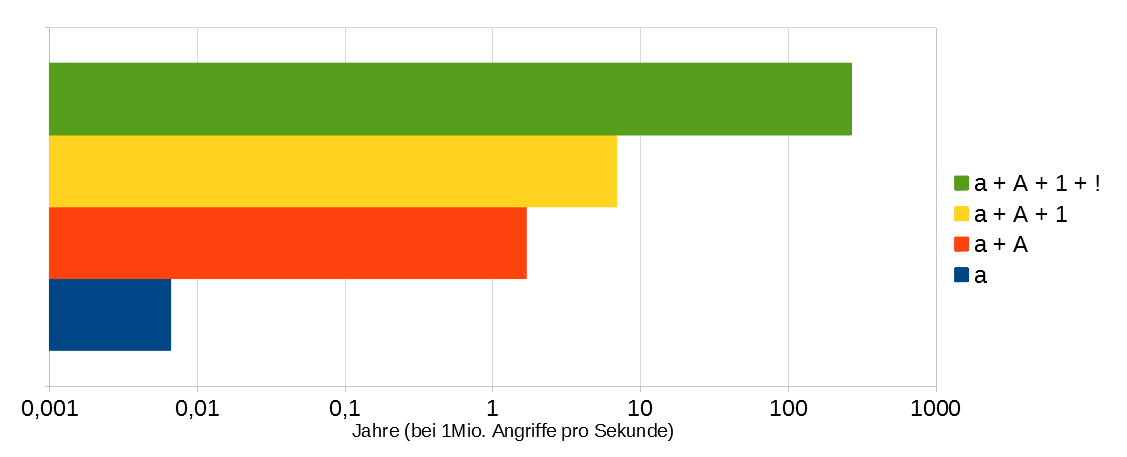 a + A + 1 + !
a + A + 1
a + A
a
0,001 0,01 0,1 1 10 100 1000
Jahre (bei 1Mio. Angriffe pro Sekunde)